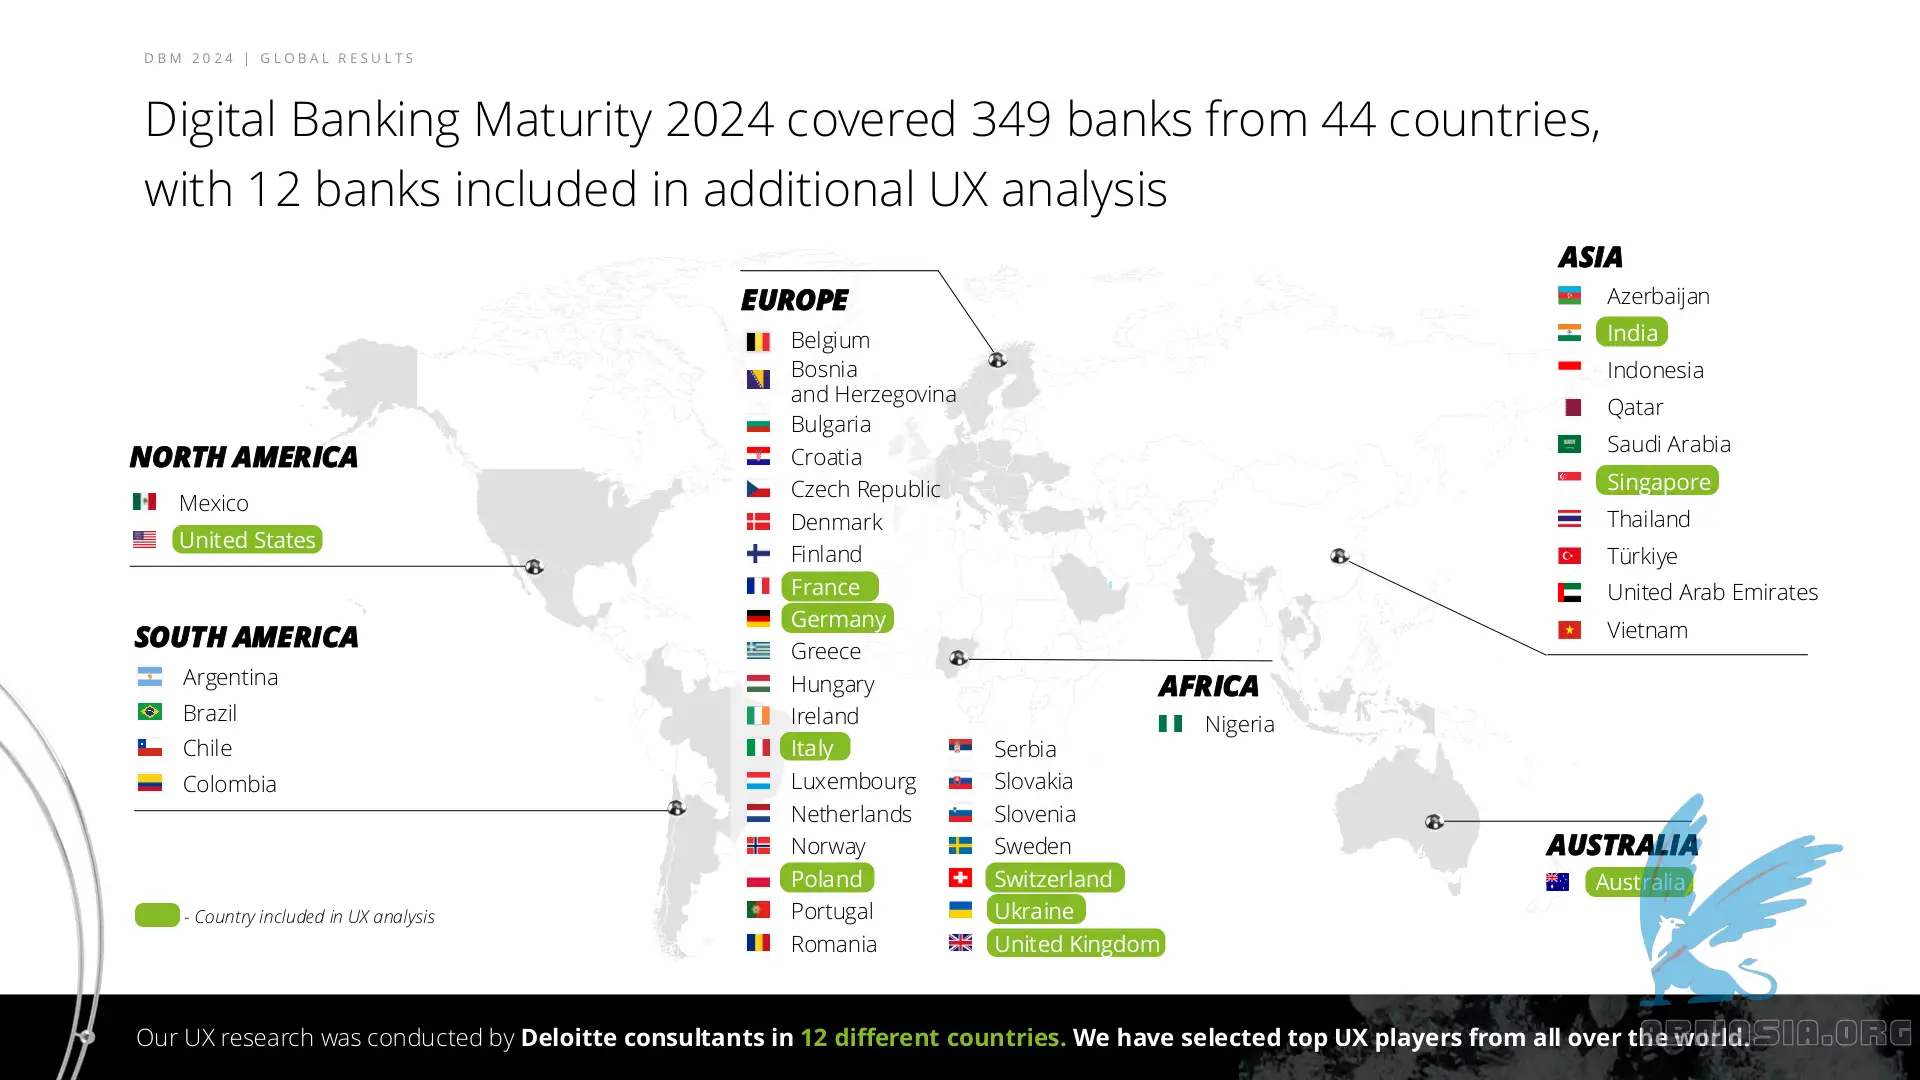 DBM 2024 | GLOBAL RESULTS
Digital Banking Maturity 2024 covered 349 banks from 44 countries,
with 12 banks included in additional UX analysis
NORTH AMERICA
Mexico
United States
SOUTH AMERICA
Argentina
Brazil
Chile
Colombia
- Country included in UX analysis
EUROPE
Belgium
Bosnia
and Herzegovina
Bulgaria
Croatia
Czech Republic
Denmark
Finland
France
Germany
Greece
Hungary
Ireland
Italy
Luxembourg
Netherlands
Norway
Poland
Portugal
Romania
Serbia
Slovakia
Slovenia
Sweden
Switzerland
Ukraine
United Kingdom
AFRICA
Nigeria
ASIA
Azerbaijan
India
Indonesia
Qatar
Saudi Arabia
Singapore
Thailand
Türkiye
United Arab Emirates
Vietnam
AUSTRALIA
Australia
Our UX research was conducted by Deloitte consultants in 12 different countries. We have selected top UX players from all over the world.